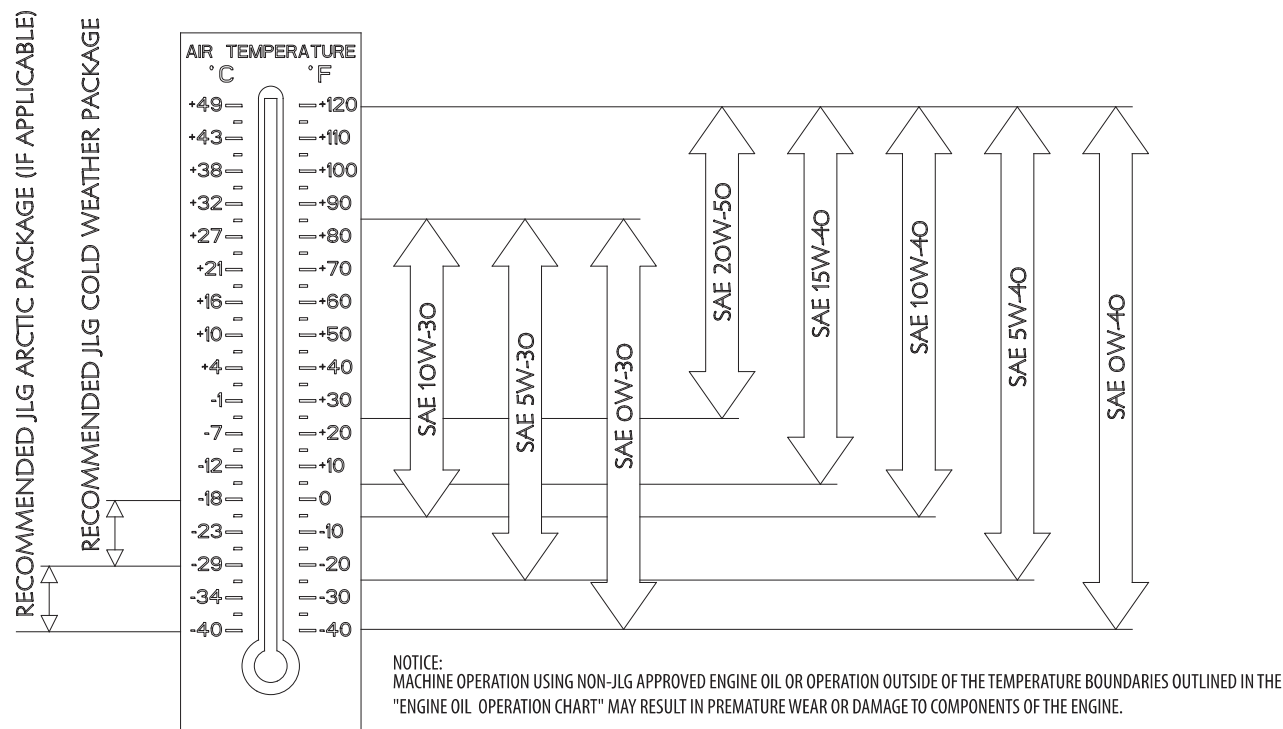 RECOMMENDED JLG ARCTIC PACKAGE (IF APPLICABLE)
RECOMMENDED JLG COLD WEATHER PACKAGE
AIR TEMPERATURE
°C °F
+49 +120
+43 +110
+38 +100
+32 +90
+27 +80
+21 +70
+16 +60
+10 +50
+4 +40
-1 +30
-7 +20
-12 +10
-18 0
-23 -10
-29 -20
-34 -30
-40 -40
SAE 10W-30
SAE 5W-30
SAE 0W-30
SAE 20W-50
SAE 15W-40
SAE 10W-40
SAE 5W-40
SAE 0W-40
NOTICE:
MACHINE OPERATION USING NON-JLG APPROVED ENGINE OIL OR OPERATION OUTSIDE OF THE TEMPERATURE BOUNDARIES OUTLINED IN THE
"ENGINE OIL OPERATION CHART" MAY RESULT IN PREMATURE WEAR OR DAMAGE TO COMPONENTS OF THE ENGINE.